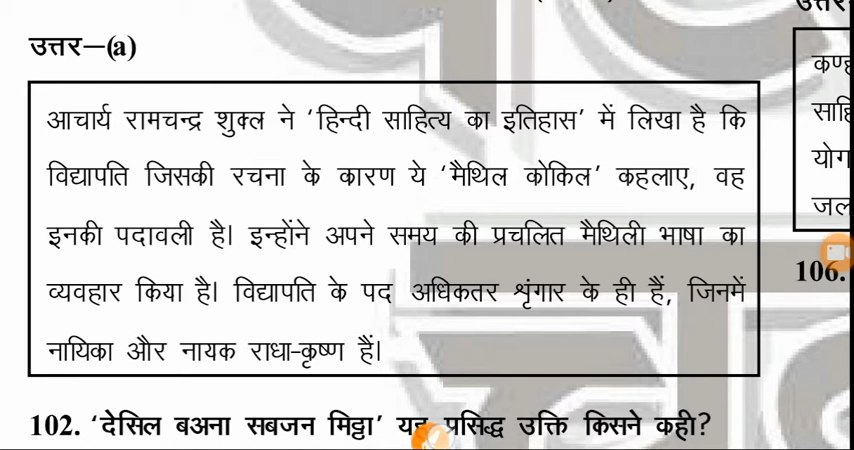 उत्तर–(a)
आचार्य रामचन्द्र शुक्ल ने 'हिन्दी साहित्य का इतिहास' में लिखा है कि
विद्यापति जिसकी रचना के कारण ये 'मैथिल कोकिल' कहलाए, वह
इनकी पदावली है। इन्होंने अपने समय की प्रचलित मैथिली भाषा का
व्यवहार किया है। विद्यापति के पद अधिकतर श्रृंगार के ही हैं, जिनमें
नायिका और नायक राधा-कृष्ण हैं।
102. 'देसिल बअना सबजन मिट्ठा' यह प्रसिद्ध उक्ति किसने कही?
योग
जल
106.